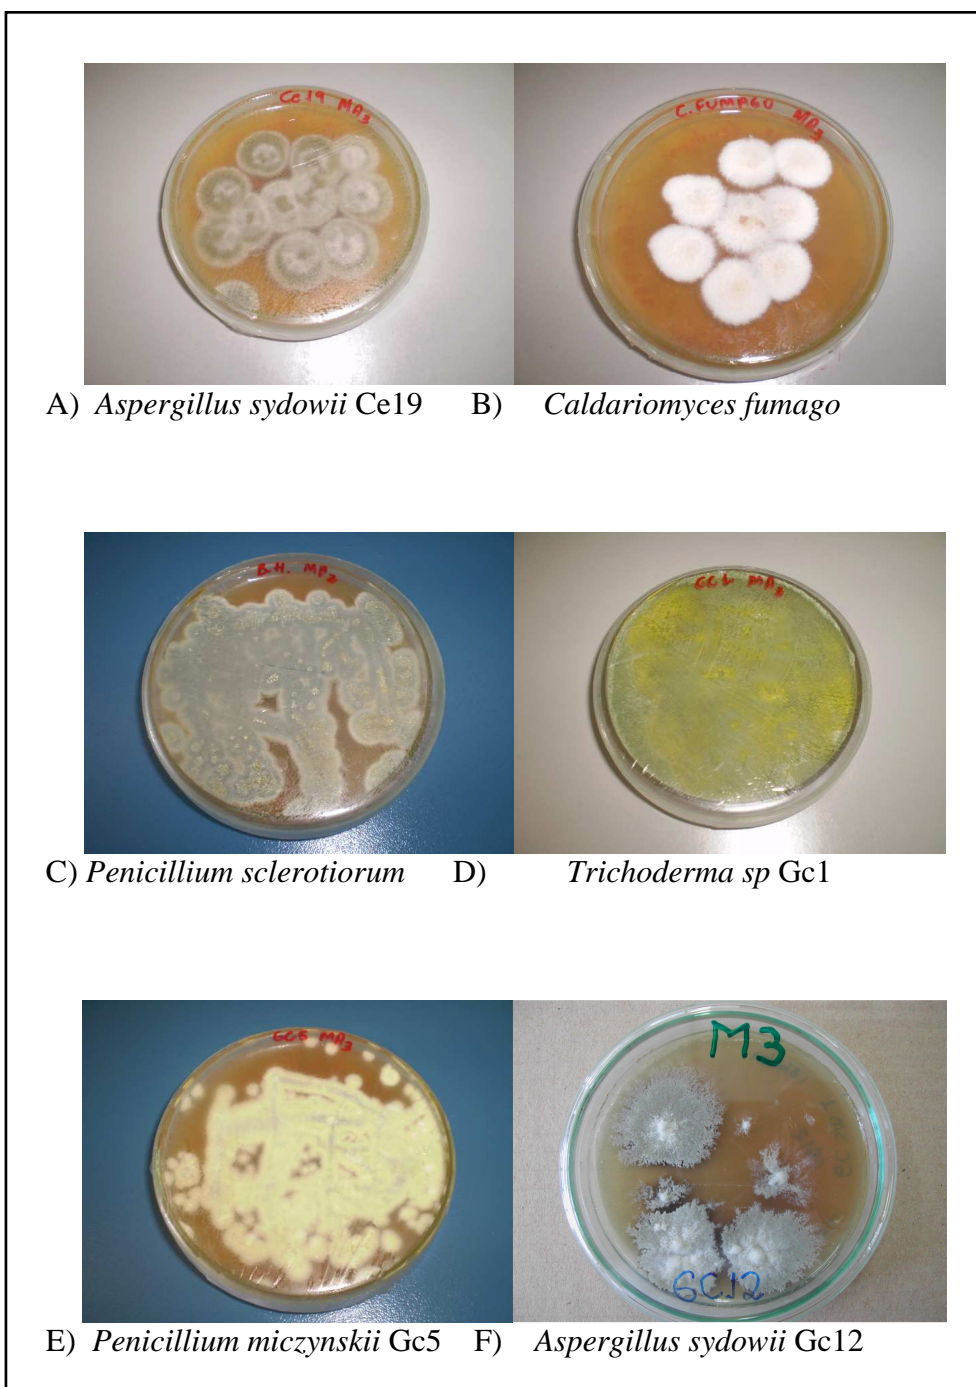 Ce19 MA3
C. FUMAGO MA3
A) Aspergillus sydowii Ce19 B) Caldariomyces fumago
B.H. MA3
GC1 MA3
C) Penicillium sclerotiorum D) Trichoderma sp Gc1
GC5 MA3
M3
GC12
E) Penicillium miczynskii Gc5 F) Aspergillus sydowii Gc12